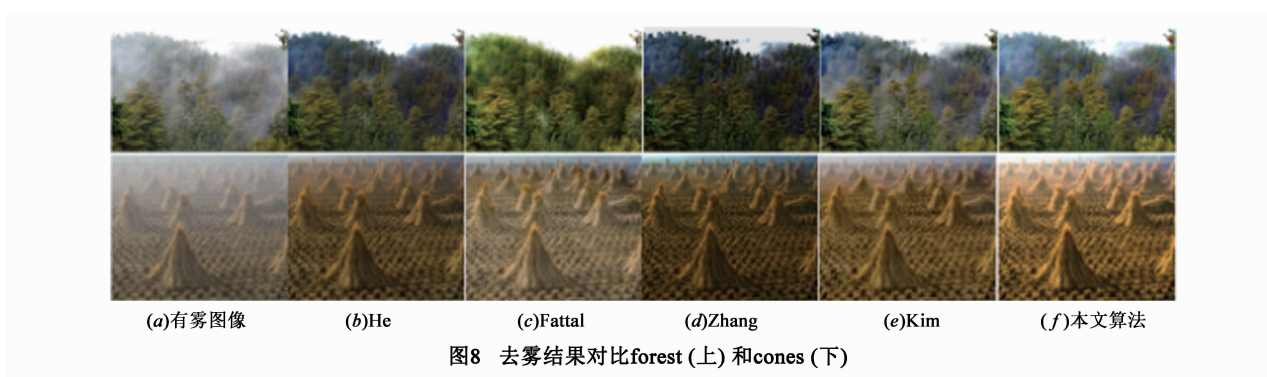 (a)有雾图像 (b)He (c)Fattal (d)Zhang (e)Kim (f)本文算法
图8 去雾结果对比forest (上) 和cones (下)